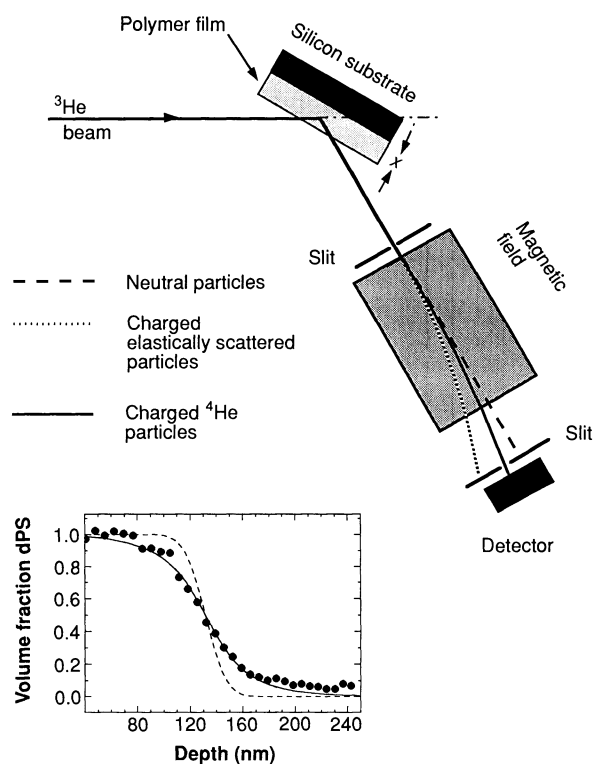 Polymer film
Silicon substrate
³He
beam
x
Slit
Magnetic
field
Neutral particles
Charged
elastically scattered
particles
Charged ⁴He
particles
Slit
Detector
Volume fraction dPS
1.0
0.8
0.6
0.4
0.2
0.0
80 120 160 200 240
Depth (nm)